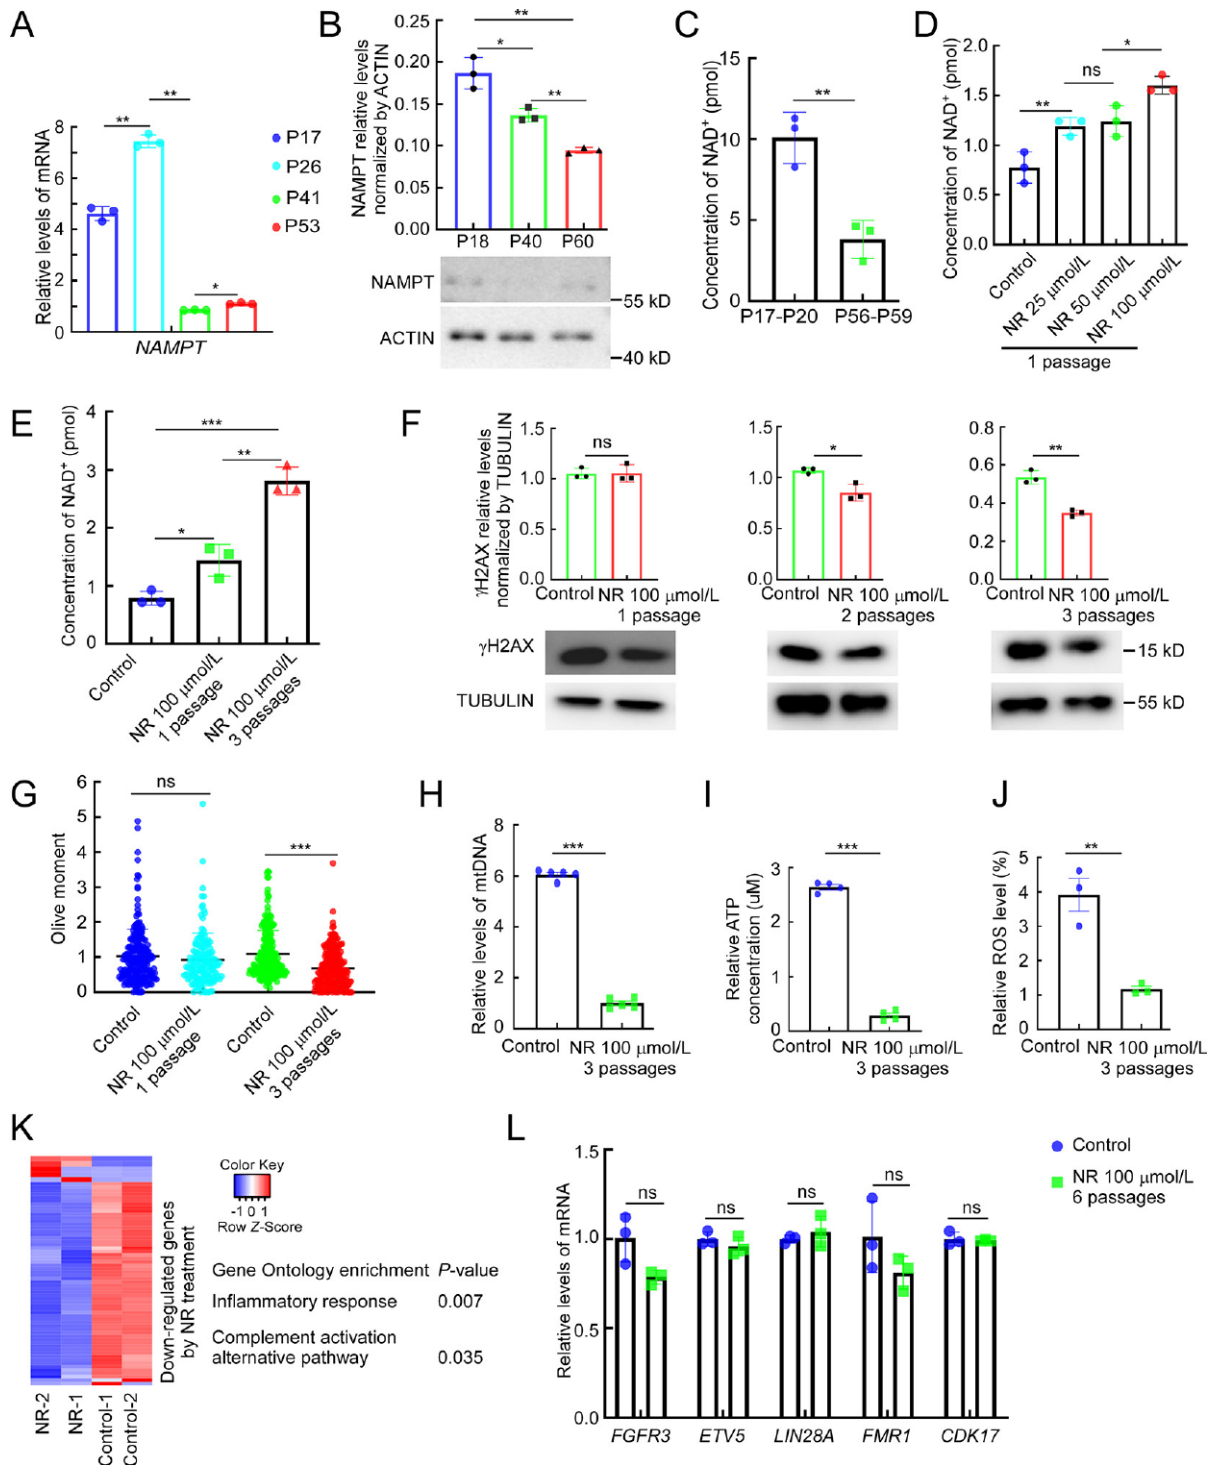 A
Relative levels of mRNA
8
6
4
2
0
**
**
*
NAMPT
P17
P26
P41
P53
B
NAMPT relative levels
normalized by ACTIN
0.25
0.20
0.15
0.10
0.05
0.00
**
*
**
P18 P40 P60
NAMPT
55 kD
ACTIN
40 kD
C
Concentration of NAD⁺ (pmol)
15
10
5
0
**
P17-P20 P56-P59
D
Concentration of NAD⁺ (pmol)
2.0
1.5
1.0
0.5
0.0
**
ns
*
Control
NR 25 μmol/L
NR 50 μmol/L
NR 100 μmol/L
1 passage
E
Concentration of NAD⁺ (pmol)
4
3
2
1
0
***
**
*
Control
NR 100 μmol/L
1 passage
NR 100 μmol/L
3 passages
F
γH2AX relative levels
normalized by TUBULIN
1.5
1.0
0.5
0.0
ns
Control NR 100 μmol/L
1 passage
1.5
1.0
0.5
0.0
*
Control NR 100 μmol/L
2 passages
0.8
0.6
0.4
0.2
0.0
**
Control NR 100 μmol/L
3 passages
γH2AX
15 kD
TUBULIN
55 kD
G
Olive moment
6
5
4
3
2
1
0
ns
***
Control
NR 100 μmol/L
1 passage
Control
NR 100 μmol/L
3 passages
H
Relative levels of mtDNA
8
6
4
2
0
***
Control NR 100 μmol/L
3 passages
I
Relative ATP
concentration (uM)
3
2
1
0
***
Control NR 100 μmol/L
3 passages
J
Relative ROS level (%)
5
4
3
2
1
0
**
Control NR 100 μmol/L
3 passages
K
Down-regulated genes
by NR treatment
NR-2
NR-1
Control-1
Control-2
Color Key
-1 0 1
Row Z-Score
Gene Ontology enrichment P-value
Inflammatory response 0.007
Complement activation
alternative pathway 0.035
L
Relative levels of mRNA
1.5
1.0
0.5
0.0
ns
ns
ns
ns
ns
FGFR3 ETV5 LIN28A FMR1 CDK17
Control
NR 100 μmol/L
6 passages